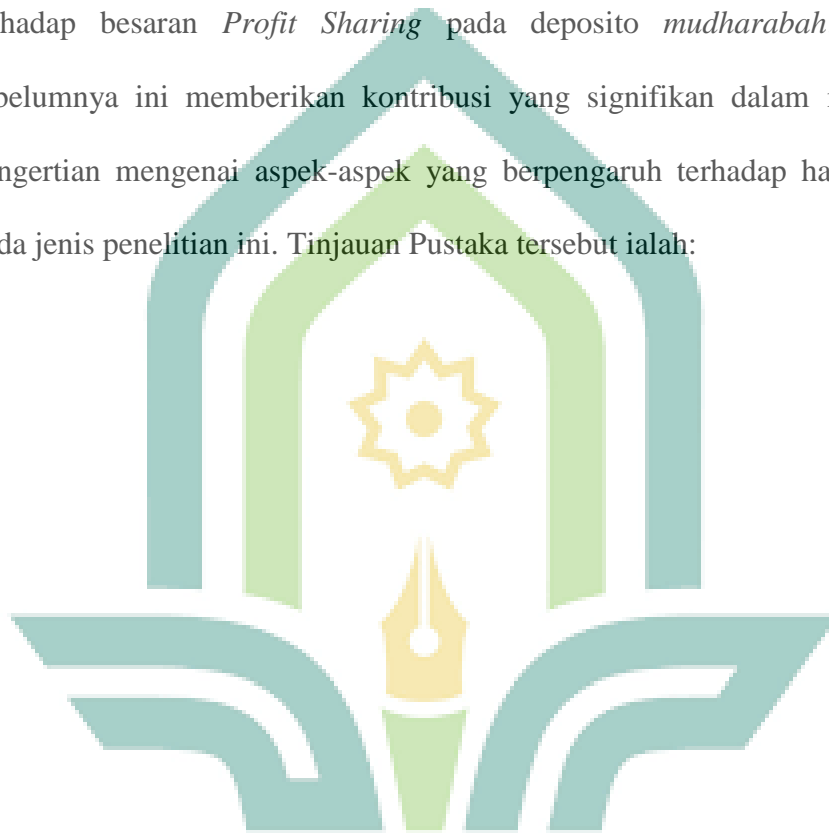 hadap besaran Profit Sharing pada deposito mudharabah
belumnya ini memberikan kontribusi yang signifikan dalam
ngertian mengenai aspek-aspek yang berpengaruh terhadap ha
da jenis penelitian ini. Tinjauan Pustaka tersebut ialah: